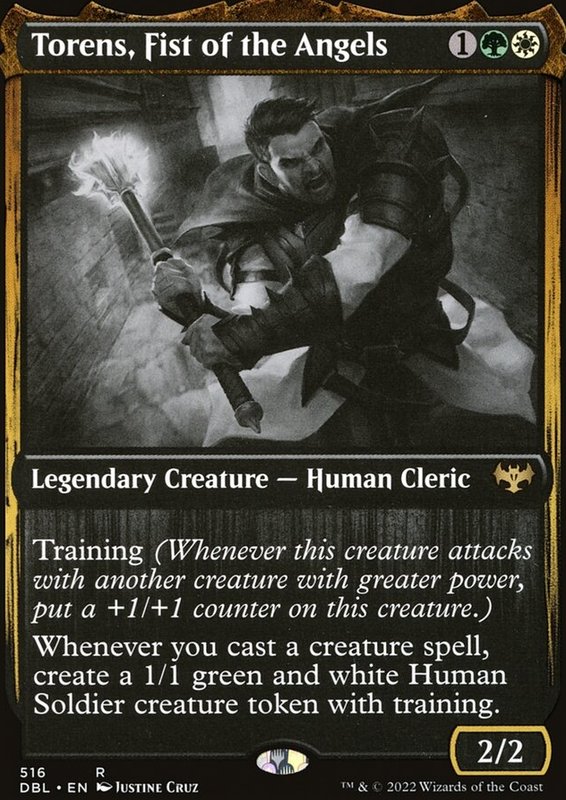 Torens, Fist of the Angels 1
Legendary Creature — Human Cleric
Training (Whenever this creature attacks
with another creature with greater power,
put a +1/+1 counter on this creature.)
Whenever you cast a creature spell,
create a 1/1 green and white Human
Soldier creature token with training.
2/2
516 R
DBL • EN Justine Cruz
™ & © 2022 Wizards of the Coast